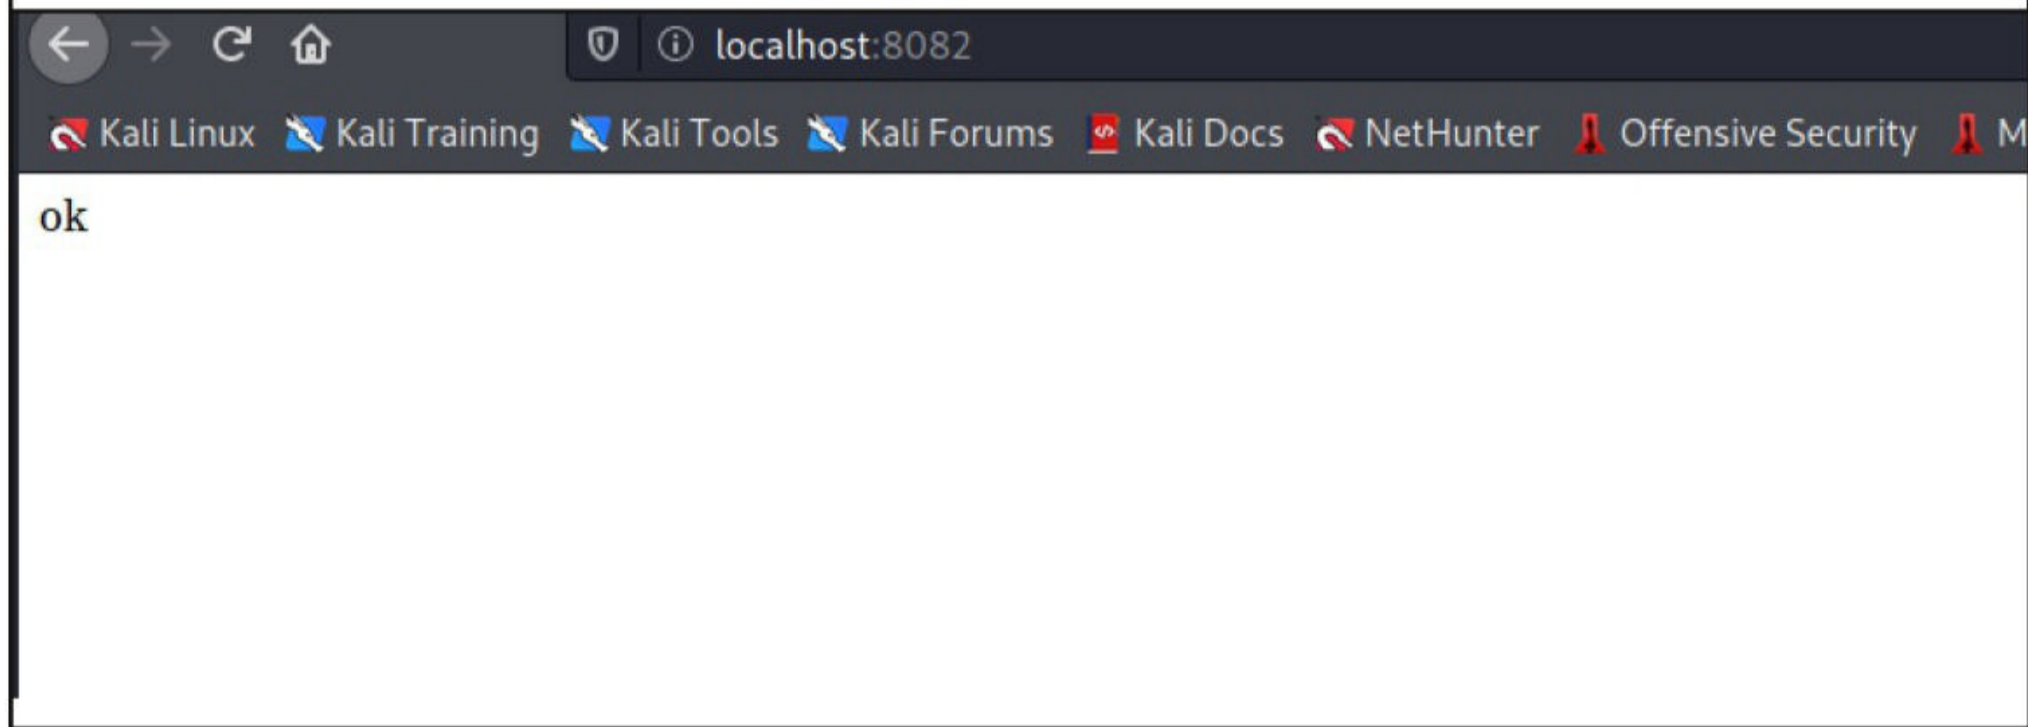 localhost:8082
Kali Linux Kali Training Kali Tools Kali Forums Kali Docs NetHunter Offensive Security M
ok